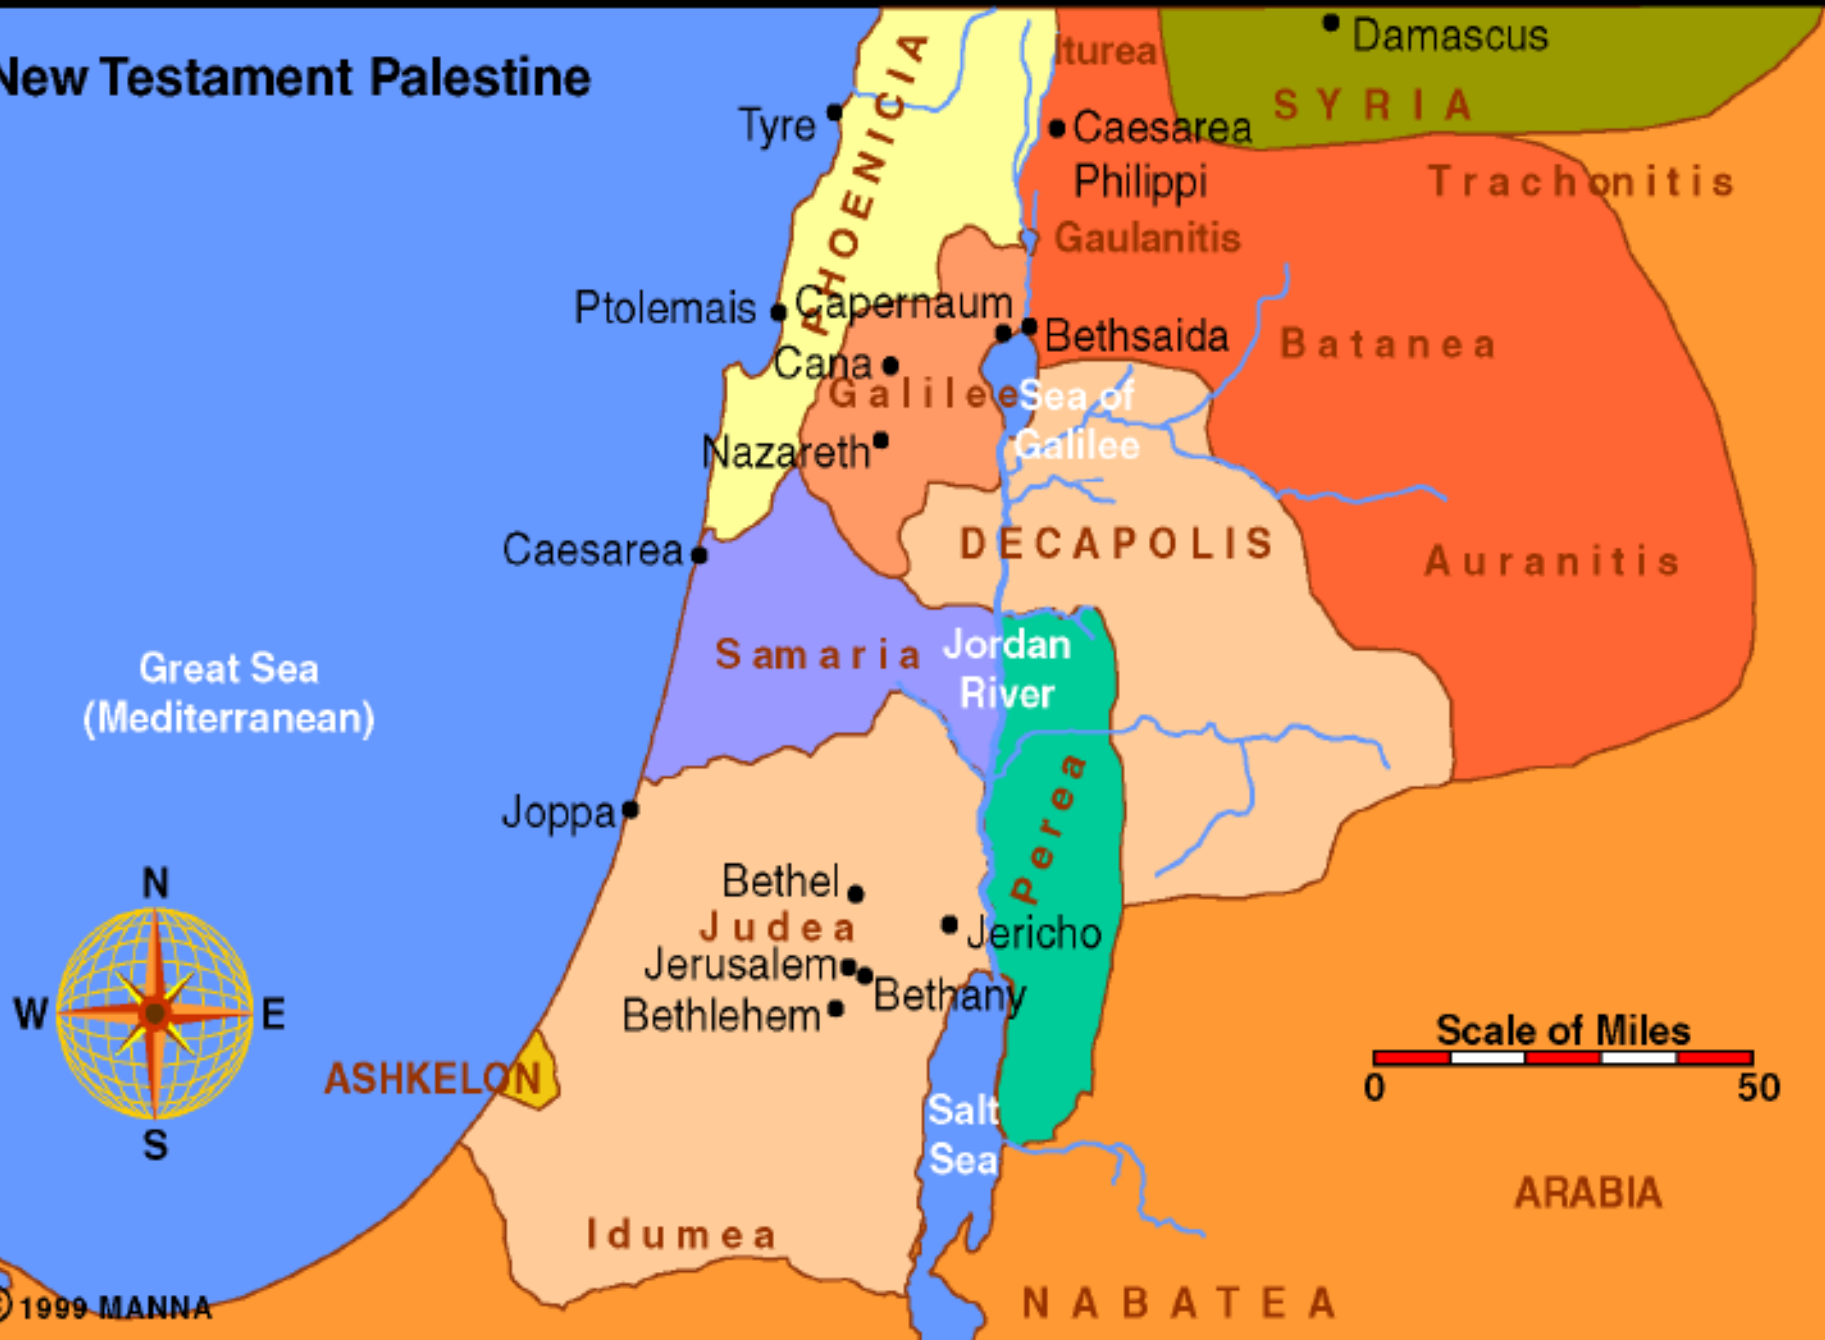 New Testament Palestine
Damascus
Iturea
SYRIA
Tyre
PHOENICIA
Caesarea
Philippi
Trachonitis
Gaulanitis
Ptolemais
Capernaum
Bethsaida
Batanea
Cana
Galilee
Sea of
Galilee
Nazareth
Caesarea
DECAPOLIS
Auranitis
Samaria
Jordan
River
Great Sea
(Mediterranean)
Joppa
Perea
Bethel
Judea
Jericho
Jerusalem
Bethany
Bethlehem
N
W
E
S
ASHKELON
Scale of Miles
0
50
Salt
Sea
ARABIA
Idumea
NABATEA
© 1999 MANNA